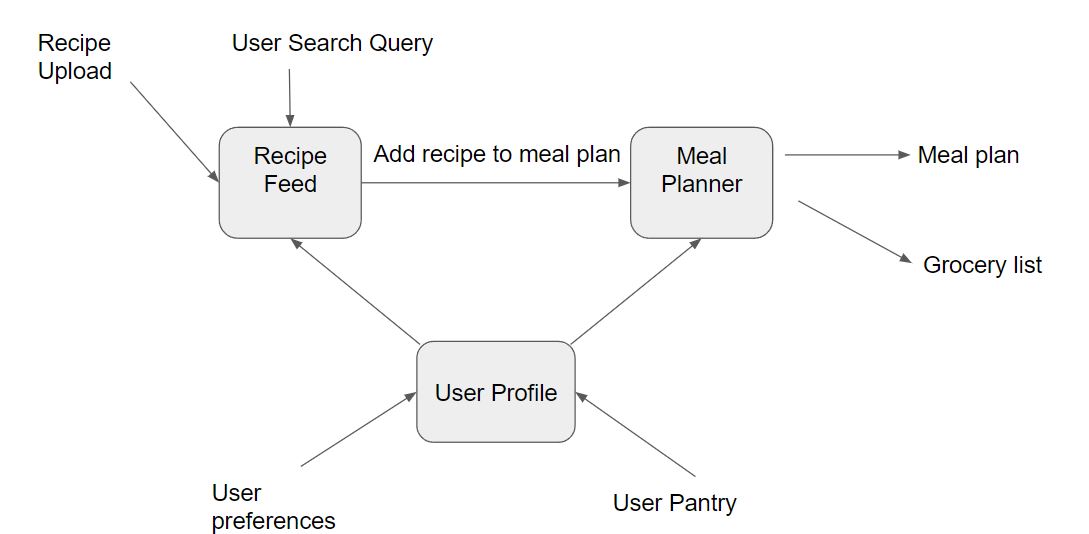 Recipe
Upload
User Search Query
Recipe
Feed
Add recipe to meal plan
Meal
Planner
Meal plan
Grocery list
User Profile
User
preferences
User Pantry